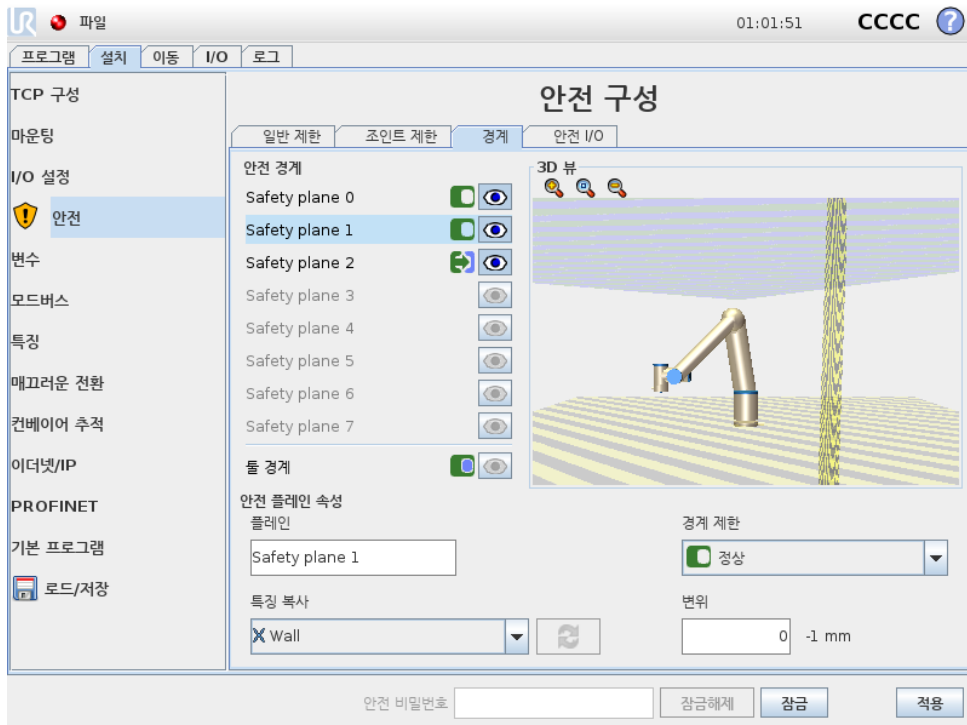 UR 파일 01:01:51 CCCC ?
프로그램 설치 이동 I/O 로그
TCP 구성
마운팅
I/O 설정
안전
변수
모드버스
특징
매끄러운 전환
컨베이어 추적
이더넷/IP
PROFINET
기본 프로그램
로드/저장
안전 구성
일반 제한 조인트 제한 경계 안전 I/O
안전 경계
Safety plane 0
Safety plane 1
Safety plane 2
Safety plane 3
Safety plane 4
Safety plane 5
Safety plane 6
Safety plane 7
툴 경계
3D 뷰
안전 플레인 속성
플레인
Safety plane 1
경계 제한
정상
특징 복사
Wall
변위
0 -1 mm
안전 비밀번호 잠금해제 잠금 적용